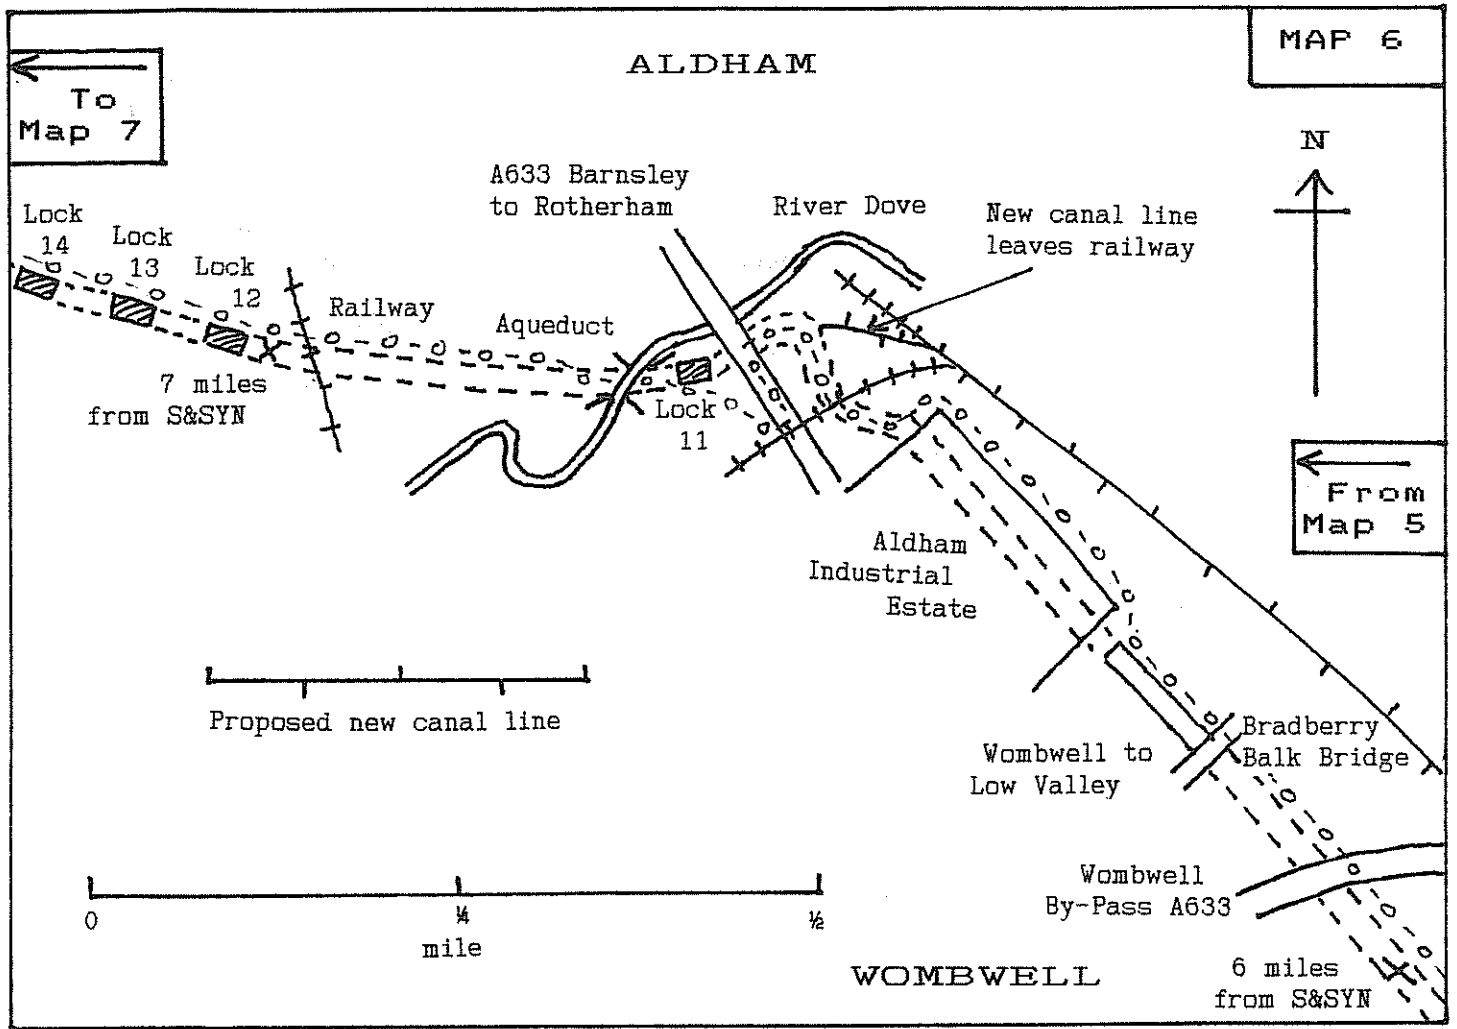 MAP 6
ALDHAM
To
Map 7
N
A633 Barnsley
to Rotherham
River Dove
New canal line
leaves railway
Lock
14
Lock
13
Lock
12
Railway
Aqueduct
7 miles
from S&SYN
Lock
11
From
Map 5
Aldham
Industrial
Estate
Proposed new canal line
Wombwell to
Low Valley
Bradberry
Balk Bridge
Wombwell
By-Pass A633
0
¼
½
mile
WOMBWELL
6 miles
from S&SYN